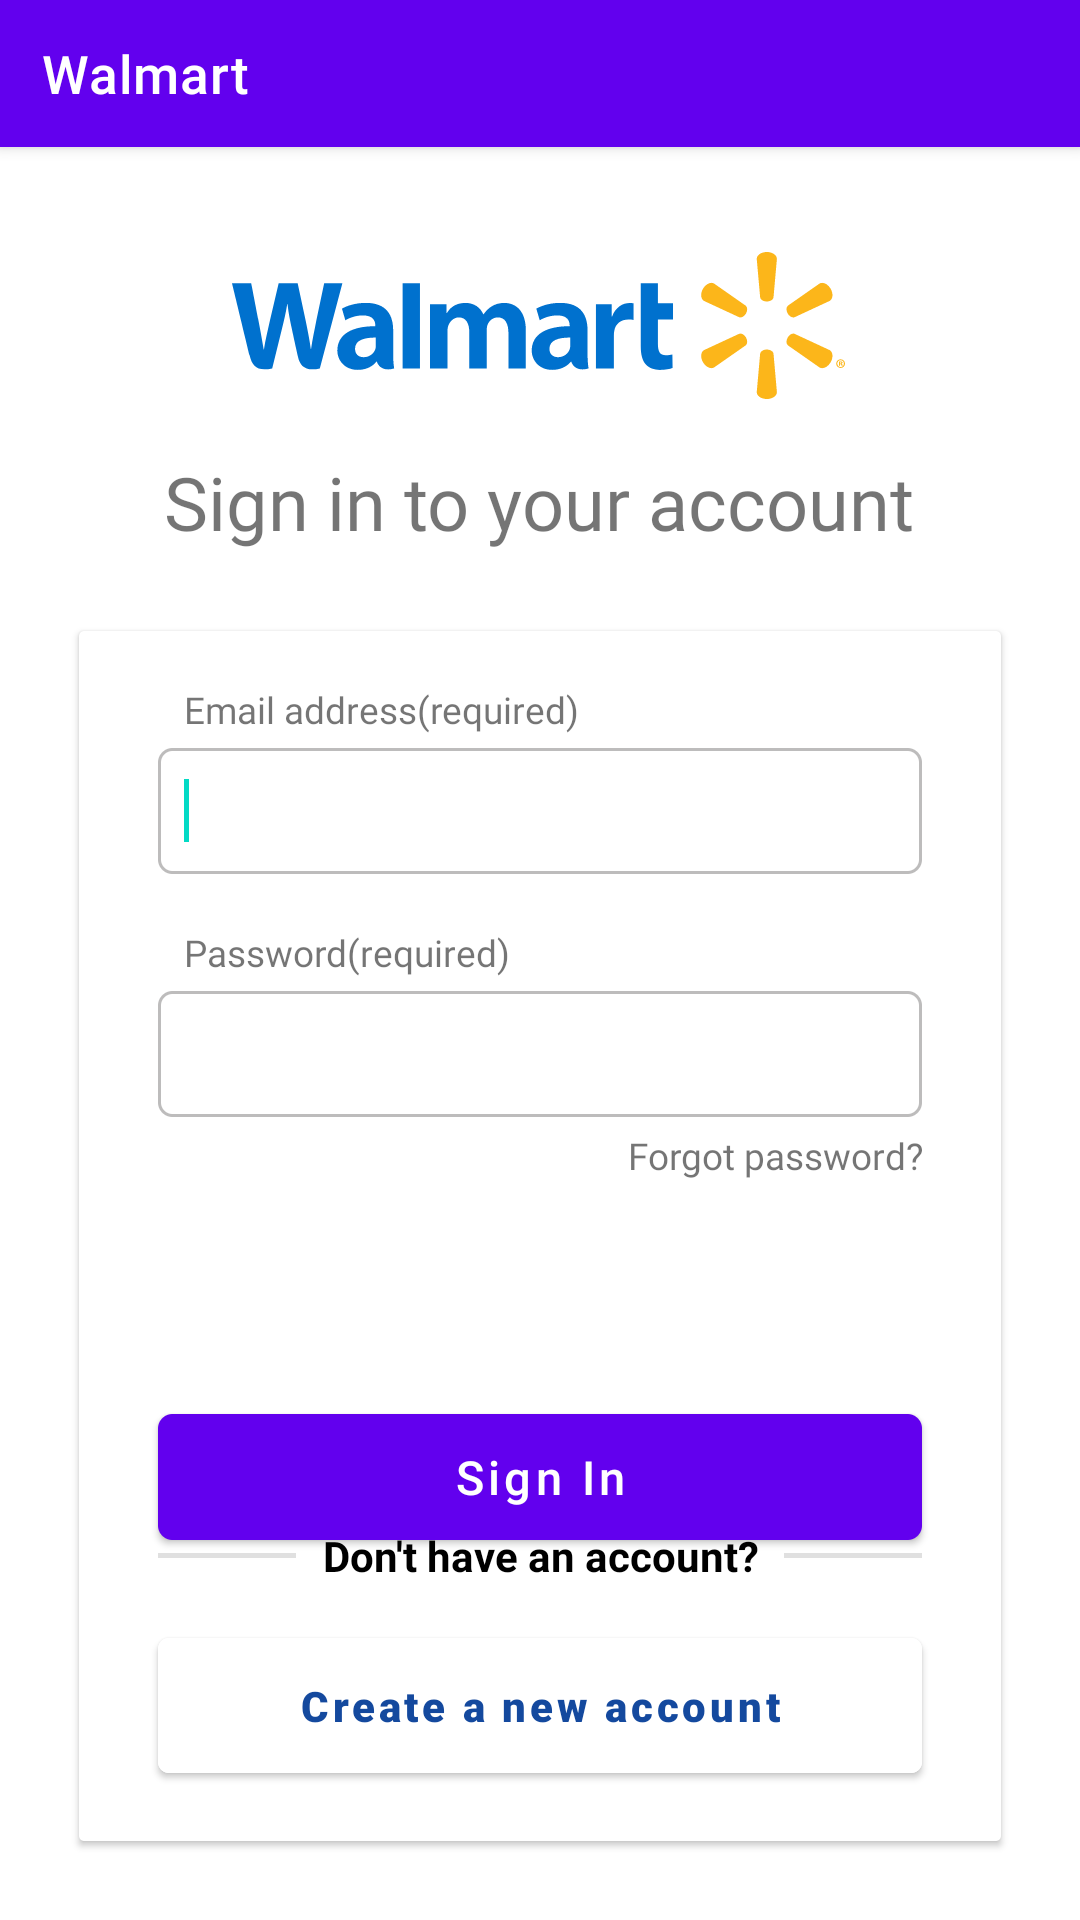 Walmart
Walmart ®
Sign in to your account
Email address(required)
Password(required)
Forgot password?
Sign In
Don't have an account?
Create a new account